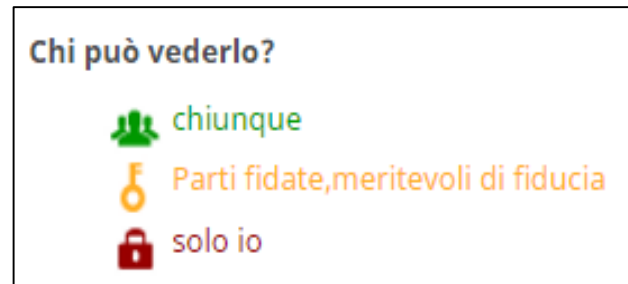 Chi può vederlo?
chiunque
Parti fidate,meritevoli di fiducia
solo io